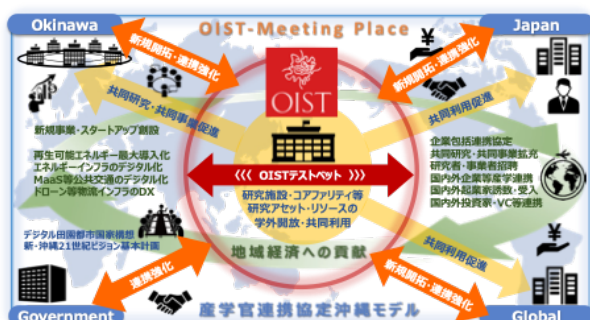 Okinawa
OIST-Meeting Place
Japan
新規開拓・連携強化
新規開拓・連携強化
OIST
共同研究・共同事業促進
共同利用促進
新規事業・スタートアップ創設
再生可能エネルギー最大導入化
エネルギーインフラのデジタル化
MaaS等公共交通のデジタル化
ドローン等物流インフラのDX
《〈 OISTテストベット 〉》
研究施設・コアファリティ等
研究アセット・リソースの
学外開放・共同利用
企業包括連携協定
共同研究・共同事業拡充
研究者・事業者招聘
国内外企業等産学連携
国内外起業家誘致・受入
国内外投資家・VC等連携
デジタル田園都市国家構想
新・沖縄21世紀ビジョン基本計画
地域経済への貢献
共同利用促進
連携強化
新規開拓・連携強化
産学官連携協定沖縄モデル
Government
Global